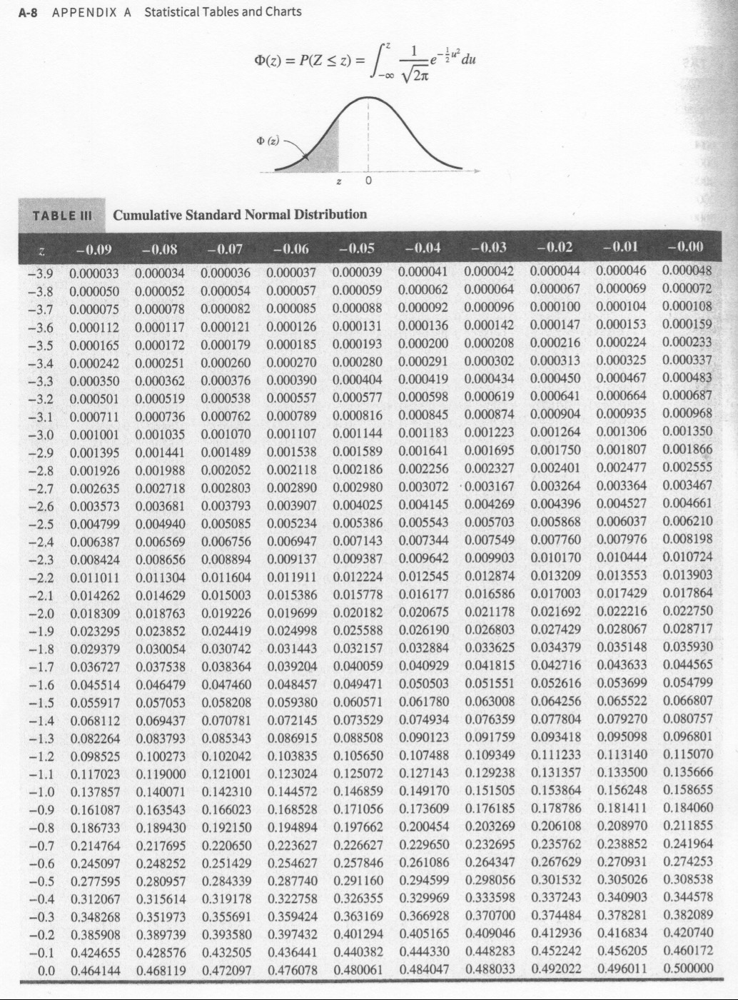 A-8 APPENDIX A Statistical Tables and Charts
Φ(z) = P(Z ≤ z) = ∫_{-∞}^{z} 1/√2π e^{-1/2 u²} du
Φ (z)
z 0
TABLE III Cumulative Standard Normal Distribution
z −0.09 −0.08 −0.07 −0.06 −0.05 −0.04 −0.03 −0.02 −0.01 −0.00
−3.9 0.000033 0.000034 0.000036 0.000037 0.000039 0.000041 0.000042 0.000044 0.000046 0.000048
−3.8 0.000050 0.000052 0.000054 0.000057 0.000059 0.000062 0.000064 0.000067 0.000069 0.000072
−3.7 0.000075 0.000078 0.000082 0.000085 0.000088 0.000092 0.000096 0.000100 0.000104 0.000108
−3.6 0.000112 0.000117 0.000121 0.000126 0.000131 0.000136 0.000142 0.000147 0.000153 0.000159
−3.5 0.000165 0.000172 0.000179 0.000185 0.000193 0.000200 0.000208 0.000216 0.000224 0.000233
−3.4 0.000242 0.000251 0.000260 0.000270 0.000280 0.000291 0.000302 0.000313 0.000325 0.000337
−3.3 0.000350 0.000362 0.000376 0.000390 0.000404 0.000419 0.000434 0.000450 0.000467 0.000483
−3.2 0.000501 0.000519 0.000538 0.000557 0.000577 0.000598 0.000619 0.000641 0.000664 0.000687
−3.1 0.000711 0.000736 0.000762 0.000789 0.000816 0.000845 0.000874 0.000904 0.000935 0.000968
−3.0 0.001001 0.001035 0.001070 0.001107 0.001144 0.001183 0.001223 0.001264 0.001306 0.001350
−2.9 0.001395 0.001441 0.001489 0.001538 0.001589 0.001641 0.001695 0.001750 0.001807 0.001866
−2.8 0.001926 0.001988 0.002052 0.002118 0.002186 0.002256 0.002327 0.002401 0.002477 0.002555
−2.7 0.002635 0.002718 0.002803 0.002890 0.002980 0.003072 0.003167 0.003264 0.003364 0.003467
−2.6 0.003573 0.003681 0.003793 0.003907 0.004025 0.004145 0.004269 0.004396 0.004527 0.004661
−2.5 0.004799 0.004940 0.005085 0.005234 0.005386 0.005543 0.005703 0.005868 0.006037 0.006210
−2.4 0.006387 0.006569 0.006756 0.006947 0.007143 0.007344 0.007549 0.007760 0.007976 0.008198
−2.3 0.008424 0.008656 0.008894 0.009137 0.009387 0.009642 0.009903 0.010170 0.010444 0.010724
−2.2 0.011011 0.011304 0.011604 0.011911 0.012224 0.012545 0.012874 0.013209 0.013553 0.013903
−2.1 0.014262 0.014629 0.015003 0.015386 0.015778 0.016177 0.016586 0.017003 0.017429 0.017864
−2.0 0.018309 0.018763 0.019226 0.019699 0.020182 0.020675 0.021178 0.021692 0.022216 0.022750
−1.9 0.023295 0.023852 0.024419 0.024998 0.025588 0.026190 0.026803 0.027429 0.028067 0.028717
−1.8 0.029379 0.030054 0.030742 0.031443 0.032157 0.032884 0.033625 0.034379 0.035148 0.035930
−1.7 0.036727 0.037538 0.038364 0.039204 0.040059 0.040929 0.041815 0.042716 0.043633 0.044565
−1.6 0.045514 0.046479 0.047460 0.048457 0.049471 0.050503 0.051551 0.052616 0.053699 0.054799
−1.5 0.055917 0.057053 0.058208 0.059380 0.060571 0.061780 0.063008 0.064256 0.065522 0.066807
−1.4 0.068112 0.069437 0.070781 0.072145 0.073529 0.074934 0.076359 0.077804 0.079270 0.080757
−1.3 0.082264 0.083793 0.085343 0.086915 0.088508 0.090123 0.091759 0.093418 0.095098 0.096801
−1.2 0.098525 0.100273 0.102042 0.103835 0.105650 0.107488 0.109349 0.111233 0.113140 0.115070
−1.1 0.117023 0.119000 0.121001 0.123024 0.125072 0.127143 0.129238 0.131357 0.133500 0.135666
−1.0 0.137857 0.140071 0.142310 0.144572 0.146859 0.149170 0.151505 0.153864 0.156248 0.158655
−0.9 0.161087 0.163543 0.166023 0.168528 0.171056 0.173609 0.176185 0.178786 0.181411 0.184060
−0.8 0.186733 0.189430 0.192150 0.194894 0.197662 0.200454 0.203269 0.206108 0.208970 0.211855
−0.7 0.214764 0.217695 0.220650 0.223627 0.226627 0.229650 0.232695 0.235762 0.238852 0.241964
−0.6 0.245097 0.248252 0.251429 0.254627 0.257846 0.261086 0.264347 0.267629 0.270931 0.274253
−0.5 0.277595 0.280957 0.284339 0.287740 0.291160 0.294599 0.298056 0.301532 0.305026 0.308538
−0.4 0.312067 0.315614 0.319178 0.322758 0.326355 0.329969 0.333598 0.337243 0.340903 0.344578
−0.3 0.348268 0.351973 0.355691 0.359424 0.363169 0.366928 0.370700 0.374484 0.378281 0.382089
−0.2 0.385908 0.389739 0.393580 0.397432 0.401294 0.405165 0.409046 0.412936 0.416834 0.420740
−0.1 0.424655 0.428576 0.432505 0.436441 0.440382 0.444330 0.448283 0.452242 0.456205 0.460172
0.0 0.464144 0.468119 0.472097 0.476078 0.480061 0.484047 0.488033 0.492022 0.496011 0.500000